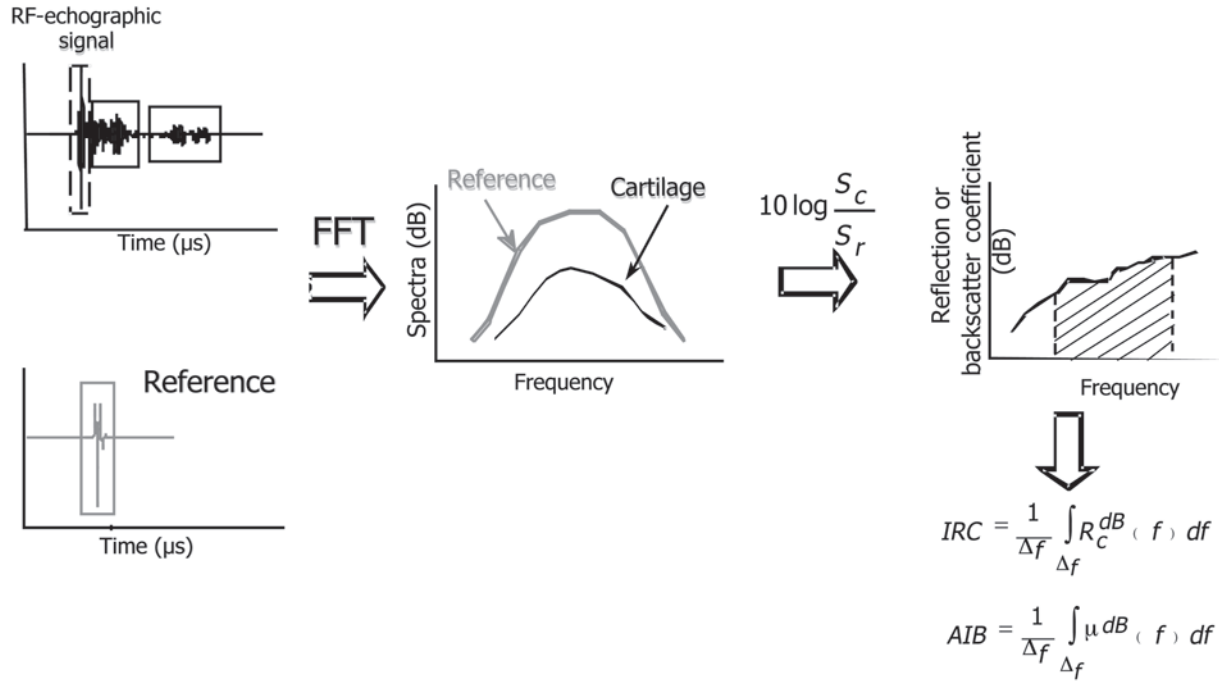 RF-echographic
signal
Time (μs)
Reference
Time (μs)
FFT
Spectra (dB)
Reference
Cartilage
Frequency
10 log S_c / S_r
Reflection or
backscatter coefficient
(dB)
Frequency
IRC = 1/Δf ∫_Δf R_c^dB (f) df
AIB = 1/Δf ∫_Δf μ^dB (f) df